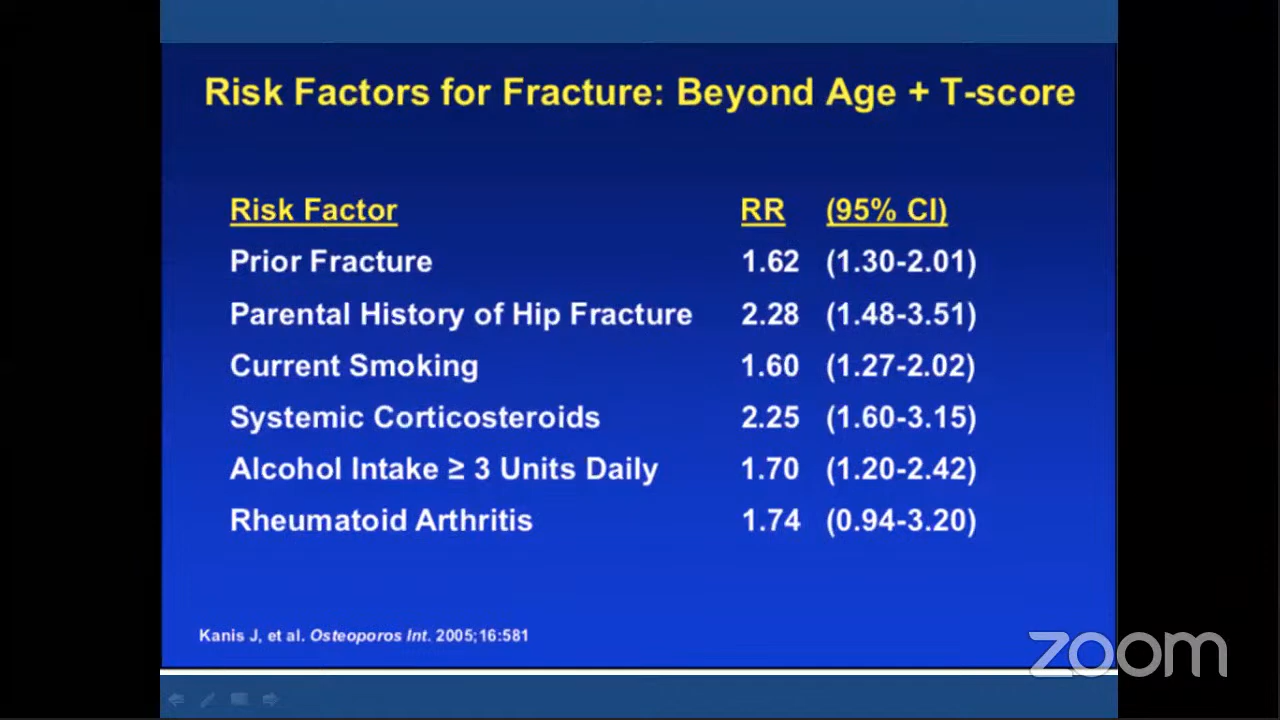 Risk Factors for Fracture: Beyond Age + T-score
Risk Factor RR (95% CI)
Prior Fracture 1.62 (1.30-2.01)
Parental History of Hip Fracture 2.28 (1.48-3.51)
Current Smoking 1.60 (1.27-2.02)
Systemic Corticosteroids 2.25 (1.60-3.15)
Alcohol Intake ≥ 3 Units Daily 1.70 (1.20-2.42)
Rheumatoid Arthritis 1.74 (0.94-3.20)
Kanis J, et al. Osteoporos Int. 2005;16:581
zoom